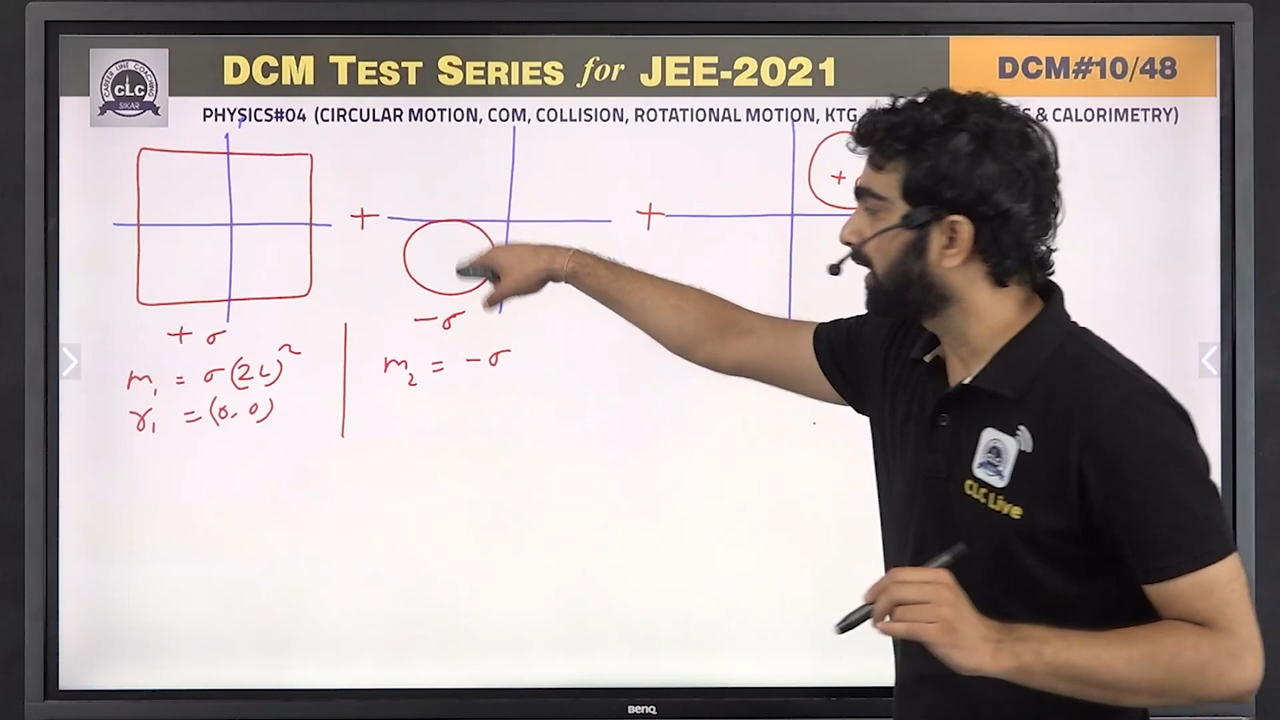 DCM TEST SERIES for JEE-2021
DCM#10/48
CAREER LINE COACHING
CLC
SIKAR
PHYSICS#04 (CIRCULAR MOTION, COM, COLLISION, ROTATIONAL MOTION, KTG
& CALORIMETRY)
+
+
+
+ σ
m₁ = σ(2L)²
r₁ = (0, 0)
-σ
m₂ = -σ
CLC Live
BenQ